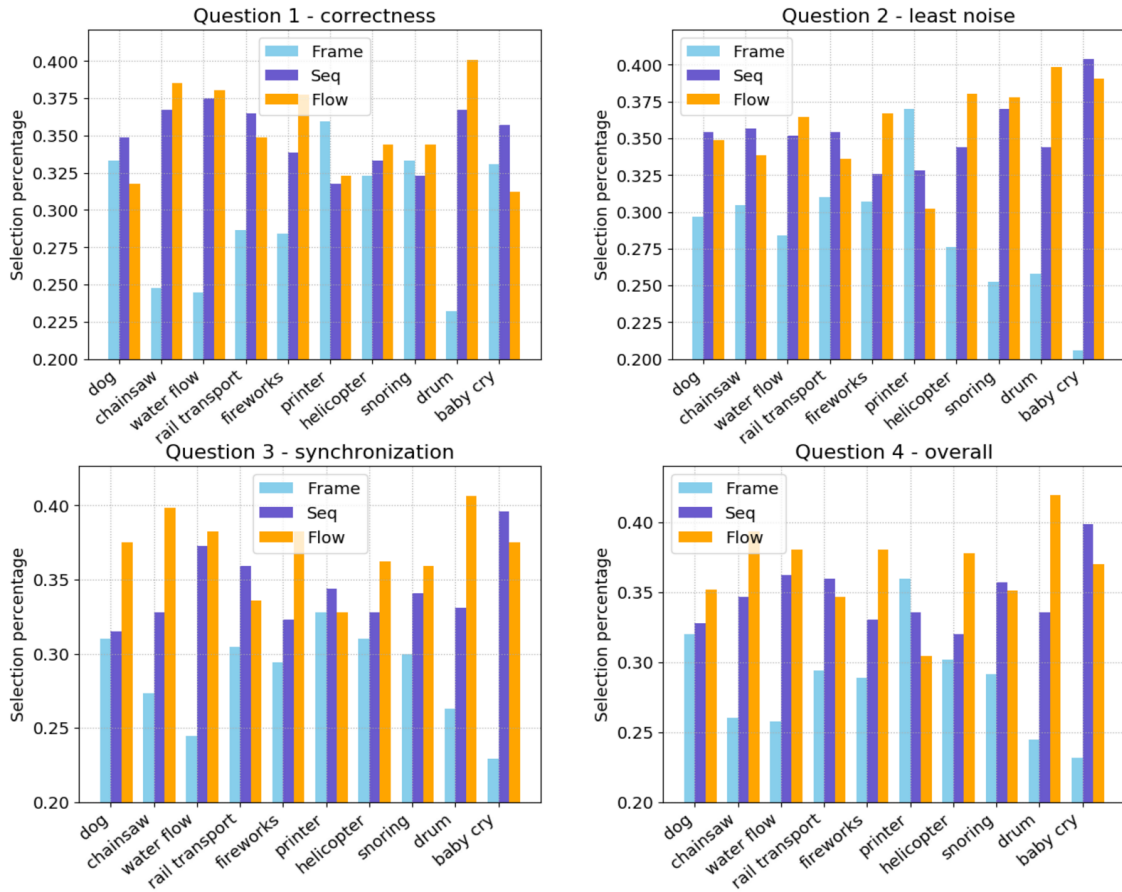 Question 1 - correctness
Selection percentage
0.400
0.375
0.350
0.325
0.300
0.275
0.250
0.225
0.200
Frame
Seq
Flow
dog
chainsaw
water flow
rail transport
fireworks
printer
helicopter
snoring
drum
baby cry
Question 2 - least noise
Selection percentage
0.400
0.375
0.350
0.325
0.300
0.275
0.250
0.225
0.200
Frame
Seq
Flow
dog
chainsaw
water flow
rail transport
fireworks
printer
helicopter
snoring
drum
baby cry
Question 3 - synchronization
Selection percentage
0.40
0.35
0.30
0.25
0.20
Frame
Seq
Flow
dog
chainsaw
water flow
rail transport
fireworks
printer
helicopter
snoring
drum
baby cry
Question 4 - overall
Selection percentage
0.40
0.35
0.30
0.25
0.20
Frame
Seq
Flow
dog
chainsaw
water flow
rail transport
fireworks
printer
helicopter
snoring
drum
baby cry